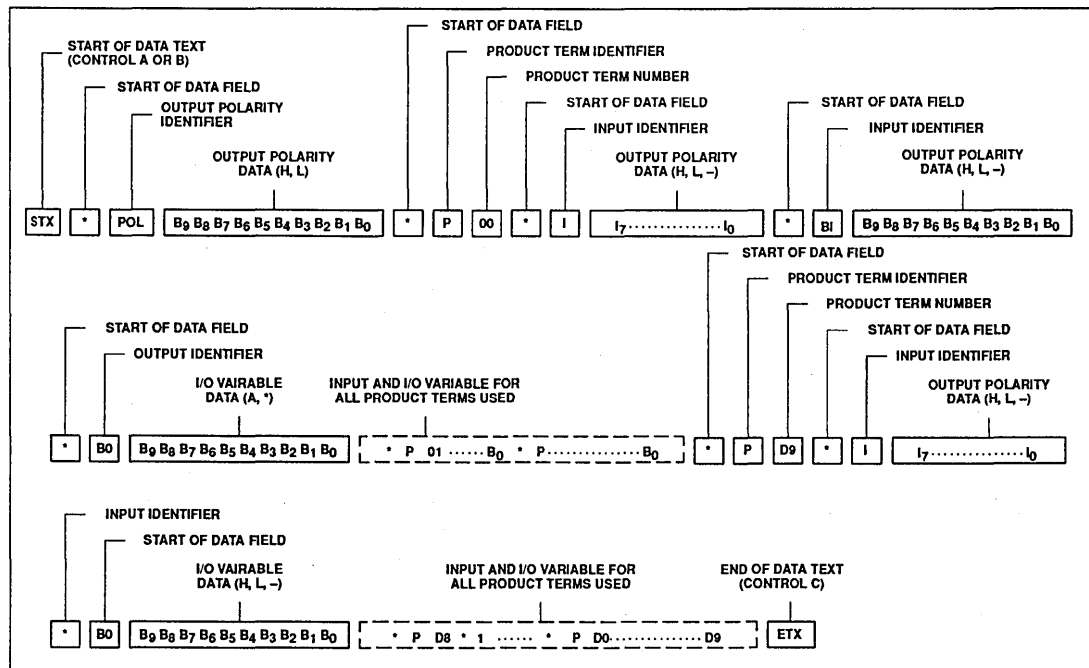 START OF DATA FIELD
START OF DATA TEXT
(CONTROL A OR B)
PRODUCT TERM IDENTIFIER
START OF DATA FIELD
PRODUCT TERM NUMBER
OUTPUT POLARITY
IDENTIFIER
START OF DATA FIELD
START OF DATA FIELD
INPUT IDENTIFIER
INPUT IDENTIFIER
OUTPUT POLARITY
DATA (H, L)
OUTPUT POLARITY
DATA (H, L, –)
OUTPUT POLARITY
DATA (H, L, –)
STX * POL B9 B8 B7 B6 B5 B4 B3 B2 B1 B0 * P 00 * I I7················I0 * BI B9 B8 B7 B6 B5 B4 B3 B2 B1 B0
START OF DATA FIELD
PRODUCT TERM IDENTIFIER
PRODUCT TERM NUMBER
START OF DATA FIELD
START OF DATA FIELD
OUTPUT IDENTIFIER
INPUT IDENTIFIER
I/O VAIRABLE
DATA (A, *)
INPUT AND I/O VARIABLE FOR
ALL PRODUCT TERMS USED
OUTPUT POLARITY
DATA (H, L, –)
* B0 B9 B8 B7 B6 B5 B4 B3 B2 B1 B0 * P 01 ······B0 * P················B0 * P D9 * I I7················I0
INPUT IDENTIFIER
START OF DATA FIELD
I/O VAIRABLE
DATA (H, L, –)
INPUT AND I/O VARIABLE FOR
ALL PRODUCT TERMS USED
END OF DATA TEXT
(CONTROL C)
* B0 B9 B8 B7 B6 B5 B4 B3 B2 B1 B0 * P D8 * 1 ······ * P D0················D9 ETX